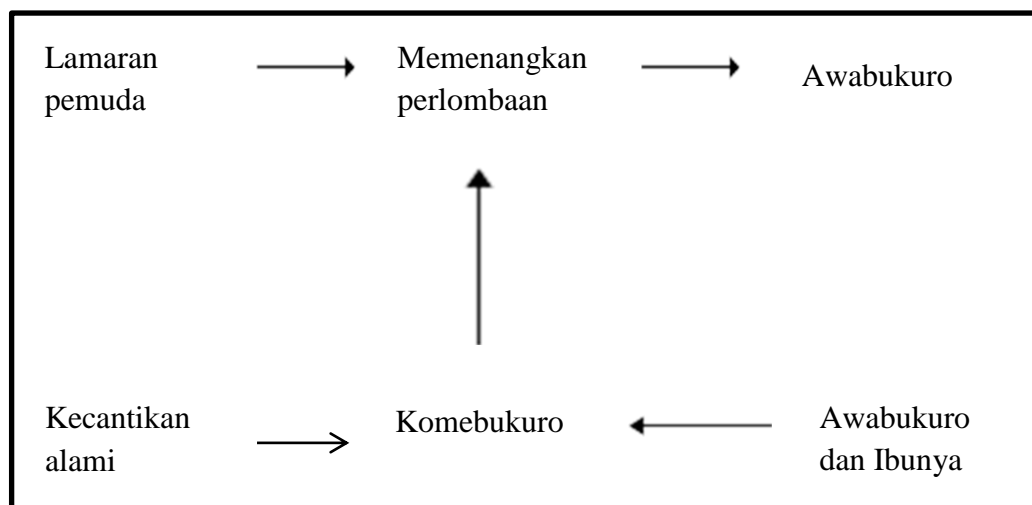 Lamaran
pemuda
Memenangkan
perlombaan
Awabukuro
Kecantikan
alami
Komebukuro
Awabukuro
dan Ibunya